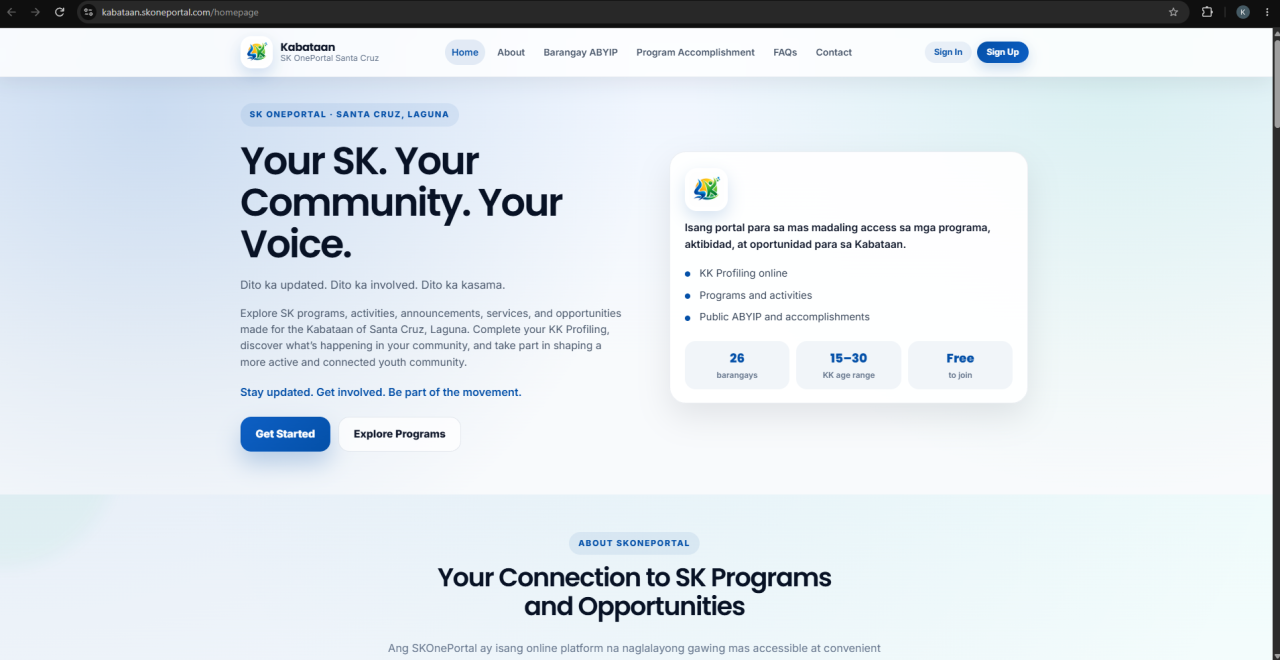 kabataan.skoneportal.com/homepage
K
Kabataan
SK OnePortal Santa Cruz
Home
About
Barangay ABYIP
Program Accomplishment
FAQs
Contact
Sign In
Sign Up
SK ONEPORTAL · SANTA CRUZ, LAGUNA
Your SK. Your
Community. Your
Voice.
Dito ka updated. Dito ka involved. Dito ka kasama.
Explore SK programs, activities, announcements, services, and opportunities
made for the Kabataan of Santa Cruz, Laguna. Complete your KK Profiling,
discover what's happening in your community, and take part in shaping a
more active and connected youth community.
Stay updated. Get involved. Be part of the movement.
Get Started
Explore Programs
Isang portal para sa mas madaling access sa mga programa,
aktibidad, at oportunidad para sa Kabataan.
KK Profiling online
Programs and activities
Public ABYIP and accomplishments
26
barangays
15–30
KK age range
Free
to join
ABOUT SKONEPORTAL
Your Connection to SK Programs
and Opportunities
Ang SKOnePortal ay isang online platform na naglalayong gawing mas accessible at convenient